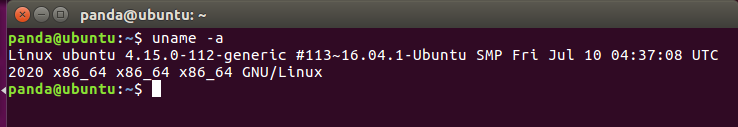 panda@ubuntu: ~
panda@ubuntu:~$ uname -a
Linux ubuntu 4.15.0-112-generic #113~16.04.1-Ubuntu SMP Fri Jul 10 04:37:08 UTC
2020 x86_64 x86_64 x86_64 GNU/Linux
panda@ubuntu:~$